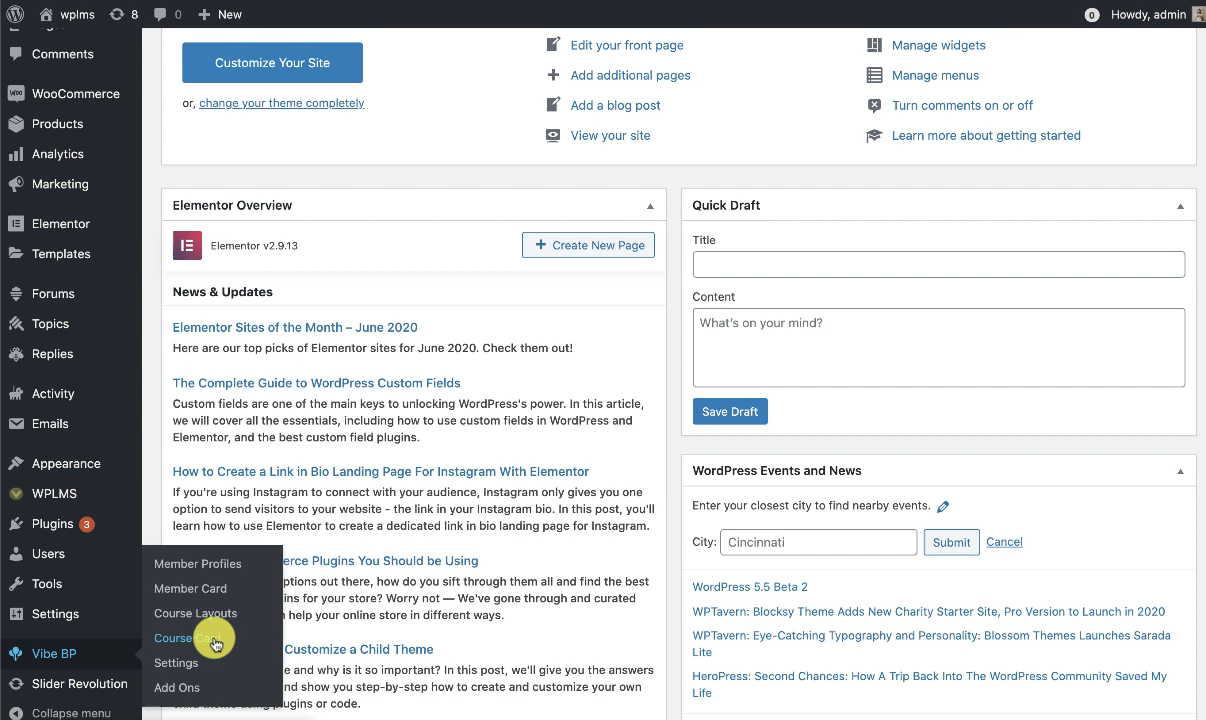 wplms
8
0
New
0
Howdy, admin
Comments
WooCommerce
Products
Analytics
Marketing
Elementor
Templates
Forums
Topics
Replies
Activity
Emails
Appearance
WPLMS
Plugins 3
Users
Tools
Settings
Vibe BP
Slider Revolution
Collapse menu
Member Profiles
Member Card
Course Layouts
Course
Settings
Add Ons
Customize Your Site
or, change your theme completely
Edit your front page
Add additional pages
Add a blog post
View your site
Manage widgets
Manage menus
Turn comments on or off
Learn more about getting started
Elementor Overview
Elementor v2.9.13
Create New Page
News & Updates
Elementor Sites of the Month – June 2020
Here are our top picks of Elementor sites for June 2020. Check them out!
The Complete Guide to WordPress Custom Fields
Custom fields are one of the main keys to unlocking WordPress's power. In this article,
we will cover all the essentials, including how to use custom fields in WordPress and
Elementor, and the best custom field plugins.
How to Create a Link in Bio Landing Page For Instagram With Elementor
If you're using Instagram to connect with your audience, Instagram only gives you one
option to send visitors to your website - the link in your Instagram bio. In this post, you'll
learn how to use Elementor to create a dedicated link in bio landing page for Instagram.
erce Plugins You Should be Using
ptions out there, how do you sift through them all and find the best
ins for your store? Worry not — We've gone through and curated
help your online store in different ways.
Customize a Child Theme
e and why is it so important? In this post, we'll give you the answers
nd show you step-by-step how to create and customize your own
child theme using plugins or code.
Quick Draft
Title
Content
What's on your mind?
Save Draft
WordPress Events and News
Enter your closest city to find nearby events.
City:
Cincinnati
Submit
Cancel
WordPress 5.5 Beta 2
WPTavern: Blocksy Theme Adds New Charity Starter Site, Pro Version to Launch in 2020
WPTavern: Eye-Catching Typography and Personality: Blossom Themes Launches Sarada
Lite
HeroPress: Second Chances: How A Trip Back Into The WordPress Community Saved My
Life